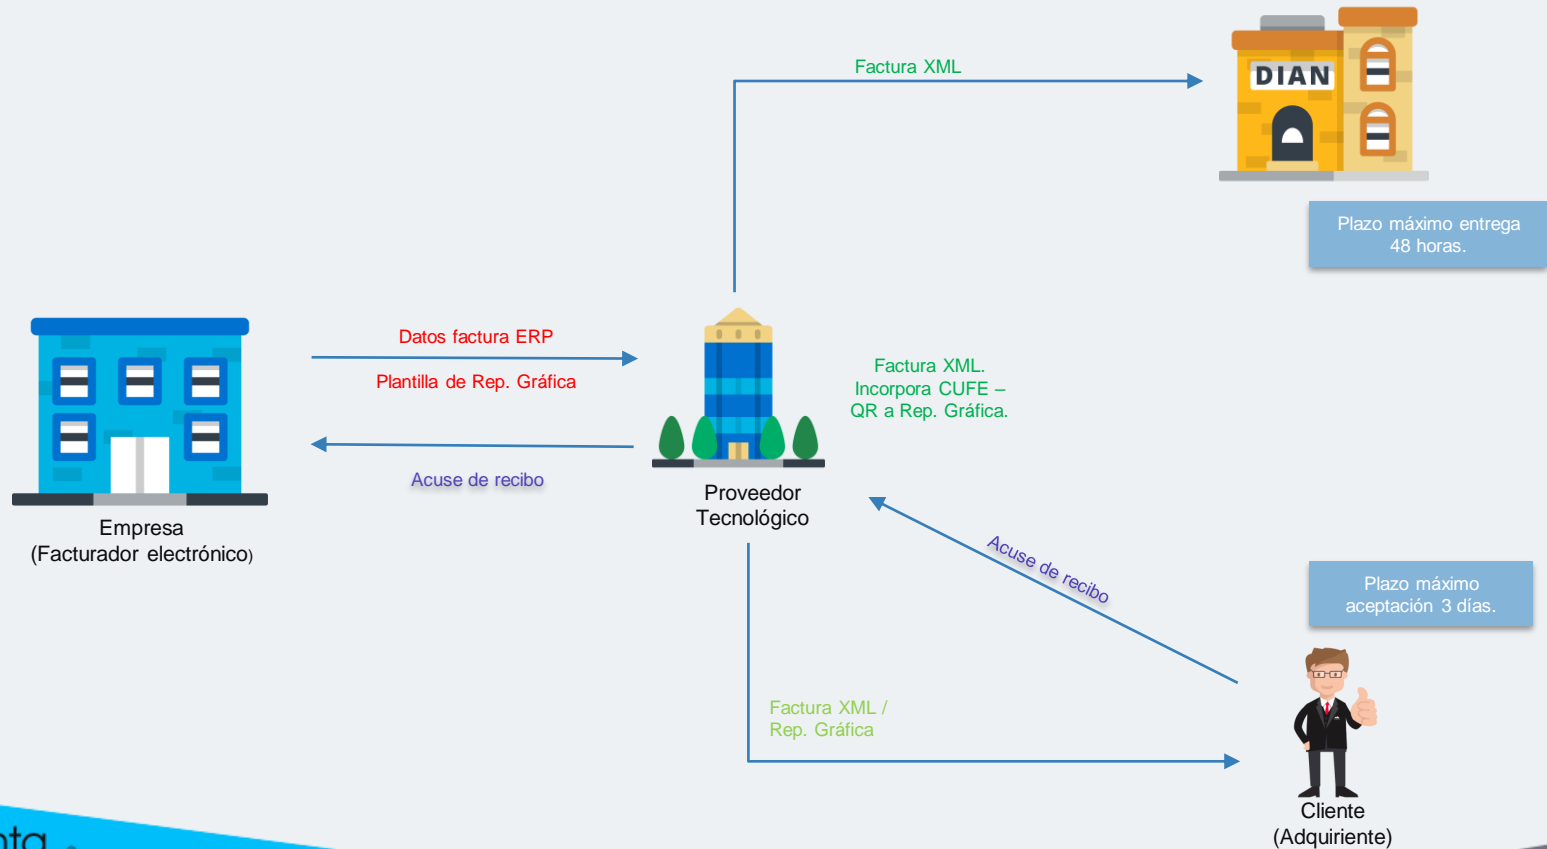 Factura XML
DIAN
Plazo máximo entrega
48 horas.
Datos factura ERP
Plantilla de Rep. Gráfica
Factura XML.
Incorpora CUFE –
QR a Rep. Gráfica.
Acuse de recibo
Proveedor
Tecnológico
Empresa
(Facturador electrónico)
Acuse de recibo
Plazo máximo
aceptación 3 días.
Factura XML /
Rep. Gráfica
Cliente
(Adquiriente)